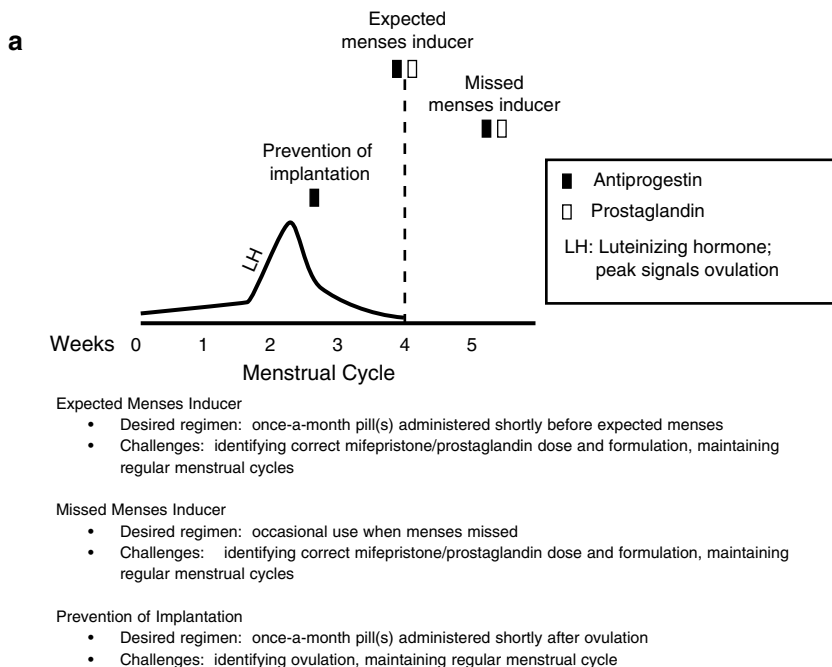 a
Expected
menses inducer
Missed
menses inducer
Prevention of
implantation
LH
Antiprogestin
Prostaglandin
LH: Luteinizing hormone;
peak signals ovulation
Weeks 0 1 2 3 4 5
Menstrual Cycle
Expected Menses Inducer
• Desired regimen: once-a-month pill(s) administered shortly before expected menses
• Challenges: identifying correct mifepristone/prostaglandin dose and formulation, maintaining
regular menstrual cycles
Missed Menses Inducer
• Desired regimen: occasional use when menses missed
• Challenges: identifying correct mifepristone/prostaglandin dose and formulation, maintaining
regular menstrual cycles
Prevention of Implantation
• Desired regimen: once-a-month pill(s) administered shortly after ovulation
• Challenges: identifying ovulation, maintaining regular menstrual cycle